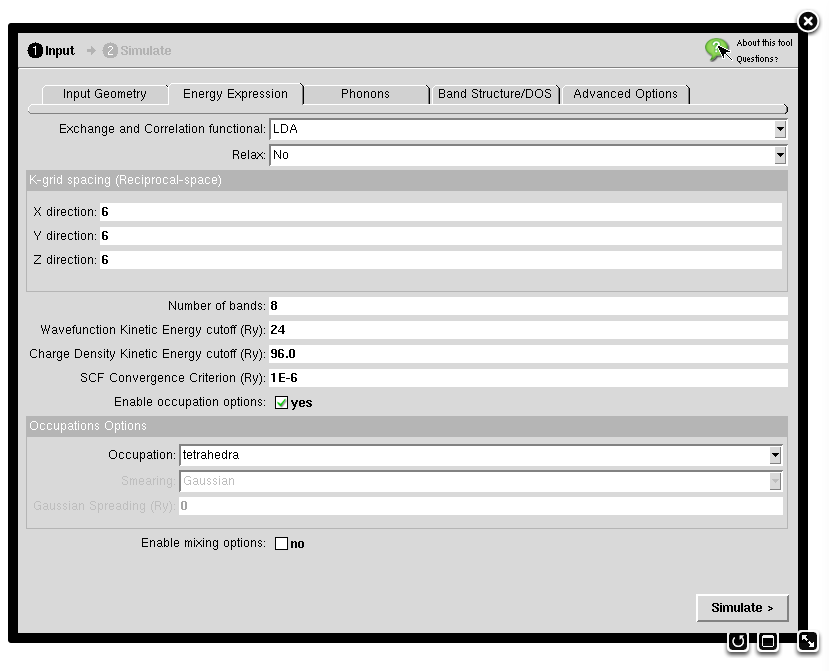 1 Input → 2 Simulate
About this tool
Questions?
Input Geometry Energy Expression Phonons Band Structure/DOS Advanced Options
Exchange and Correlation functional: LDA
Relax: No
K-grid spacing (Reciprocal-space)
X direction: 6
Y direction: 6
Z direction: 6
Number of bands: 8
Wavefunction Kinetic Energy cutoff (Ry): 24
Charge Density Kinetic Energy cutoff (Ry): 96.0
SCF Convergence Criterion (Ry): 1E-6
Enable occupation options: yes
Occupations Options
Occupation: tetrahedra
Smearing: Gaussian
Gaussian Spreading (Ry): 0
Enable mixing options: no
Simulate >